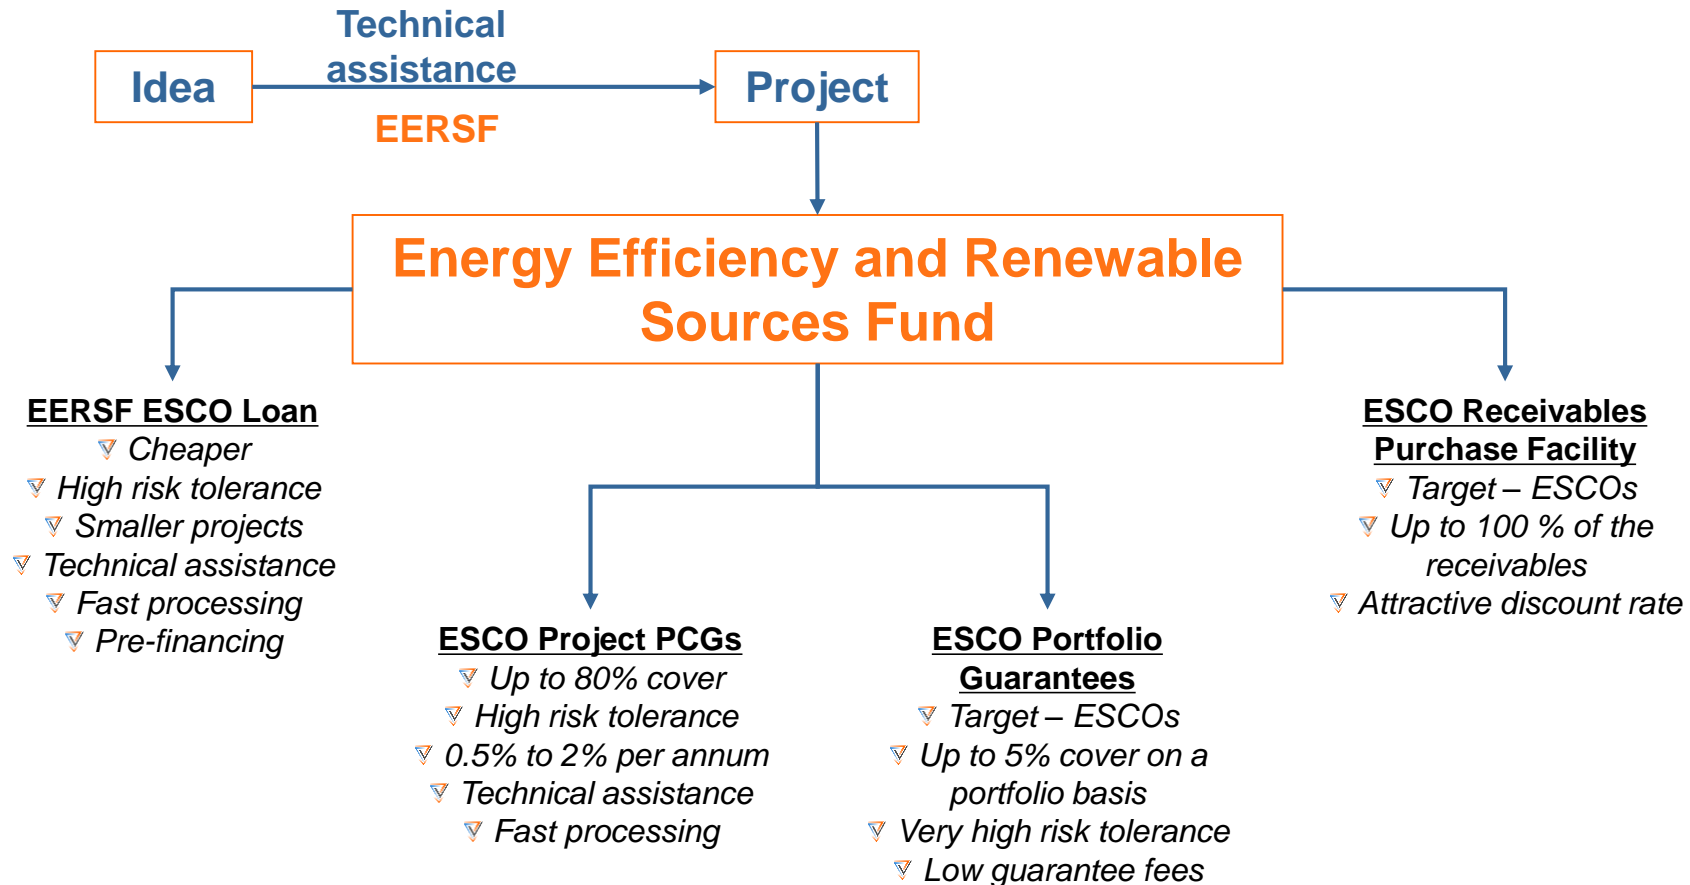 Technical
assistance
Idea
Project
EERSF
Energy Efficiency and Renewable
Sources Fund
EERSF ESCO Loan
Cheaper
High risk tolerance
Smaller projects
Technical assistance
Fast processing
Pre-financing
ESCO Project PCGs
Up to 80% cover
High risk tolerance
0.5% to 2% per annum
Technical assistance
Fast processing
ESCO Portfolio
Guarantees
Target – ESCOs
Up to 5% cover on a
portfolio basis
Very high risk tolerance
Low guarantee fees
ESCO Receivables
Purchase Facility
Target – ESCOs
Up to 100 % of the
receivables
Attractive discount rate